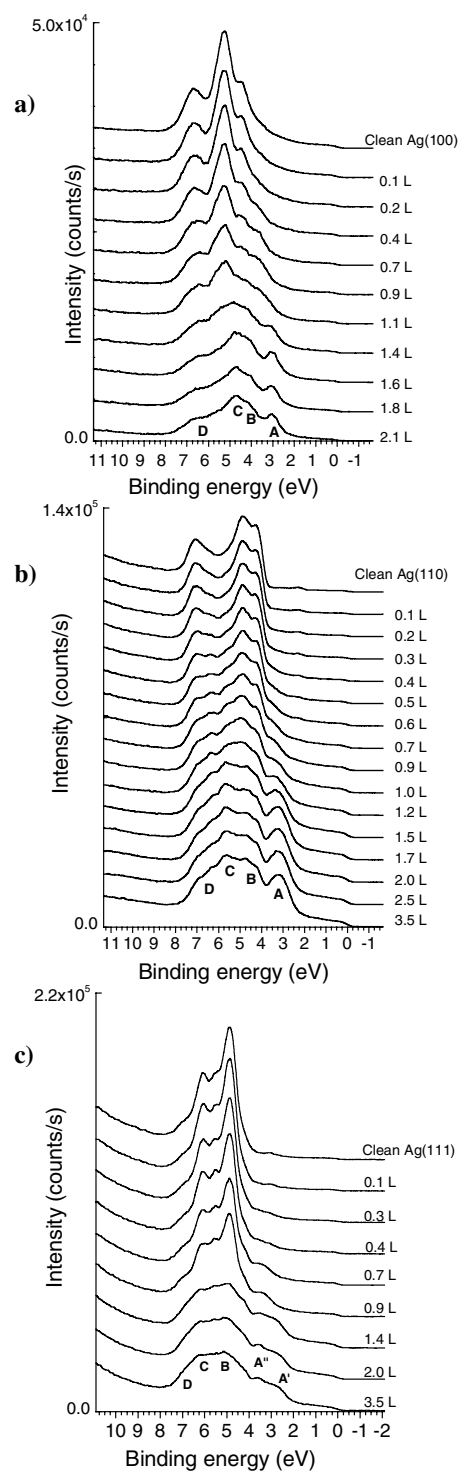 a)
5.0x10⁴
Intensity (counts/s)
Clean Ag(100)
0.1 L
0.2 L
0.4 L
0.7 L
0.9 L
1.1 L
1.4 L
1.6 L
1.8 L
2.1 L
D
C
B
A
0.0
11 10 9 8 7 6 5 4 3 2 1 0 -1
Binding energy (eV)
b)
1.4x10⁵
Intensity (counts/s)
Clean Ag(110)
0.1 L
0.2 L
0.3 L
0.4 L
0.5 L
0.6 L
0.7 L
0.9 L
1.0 L
1.2 L
1.5 L
1.7 L
2.0 L
2.5 L
3.5 L
D
C
B
A
0.0
11 10 9 8 7 6 5 4 3 2 1 0 -1
Binding energy (eV)
c)
2.2x10⁵
Intensity (counts/s)
Clean Ag(111)
0.1 L
0.3 L
0.4 L
0.7 L
0.9 L
1.4 L
2.0 L
3.5 L
D
C
B
A"
A'
0.0
10 9 8 7 6 5 4 3 2 1 0 -1 -2
Binding energy (eV)